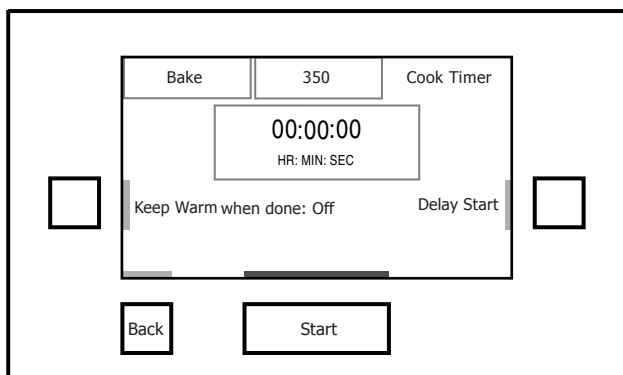 Bake 350 Cook Timer
00:00:00
HR: MIN: SEC
Keep Warm when done: Off Delay Start
Back Start